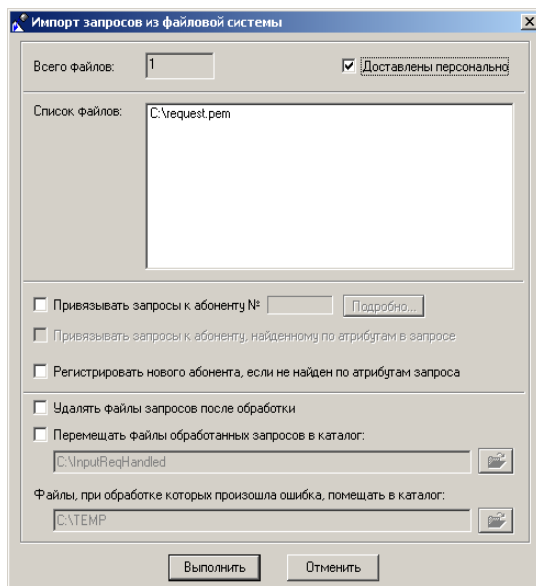 Импорт запросов из файловой системы
Всего файлов: 1 Доставлены персонально
Список файлов: C:\request.pem
Привязывать запросы к абоненту № Подробно...
Привязывать запросы к абоненту, найденному по атрибутам в запросе
Регистрировать нового абонента, если не найден по атрибутам запроса
Удалять файлы запросов после обработки
Перемещать файлы обработанных запросов в каталог:
C:\InputReqHandled
Файлы, при обработке которых произошла ошибка, помещать в каталог:
C:\TEMP
Выполнить Отменить